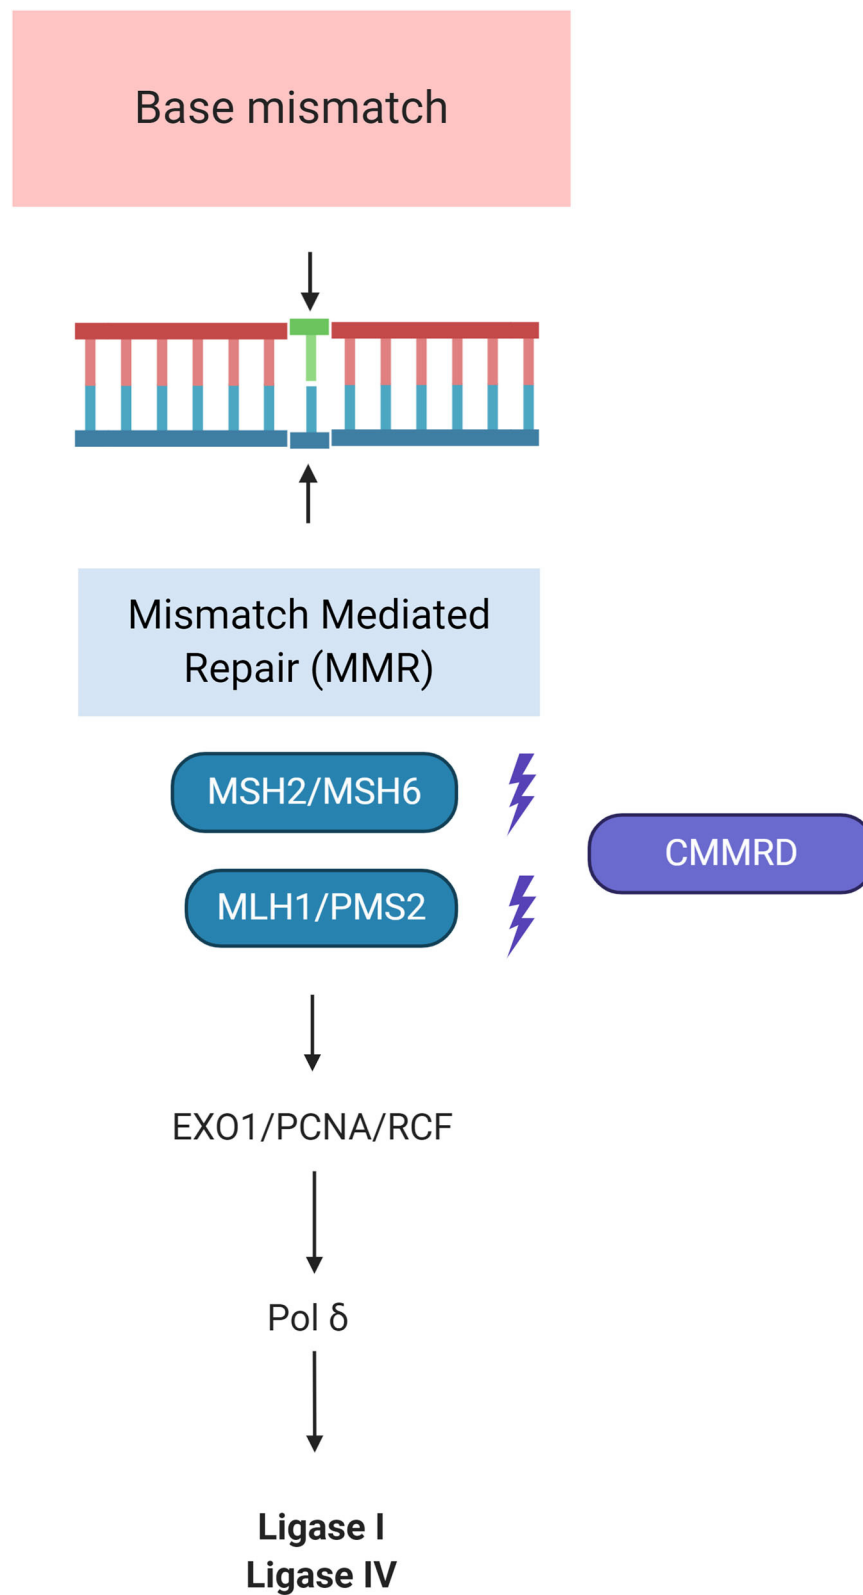 Base mismatch
Mismatch Mediated
Repair (MMR)
MSH2/MSH6
CMMRD
MLH1/PMS2
EXO1/PCNA/RCF
Pol δ
Ligase I
Ligase IV